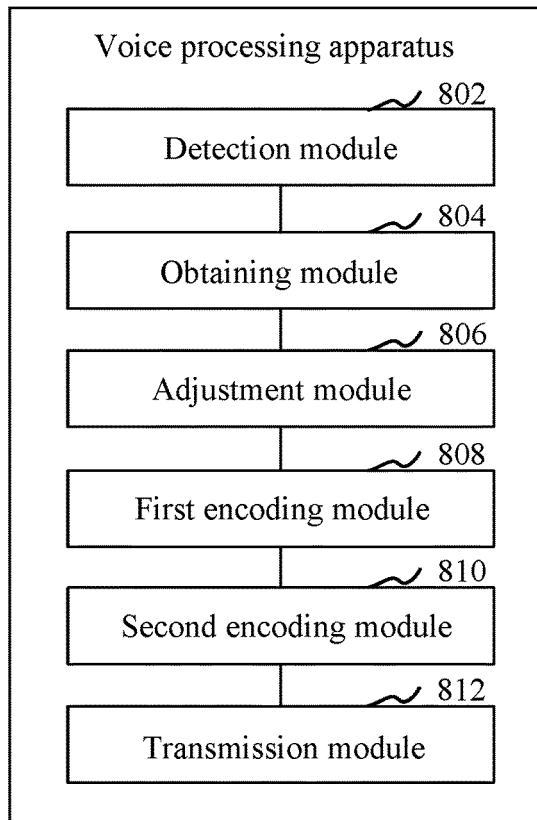 Voice processing apparatus
802
Detection module
804
Obtaining module
806
Adjustment module
808
First encoding module
810
Second encoding module
812
Transmission module